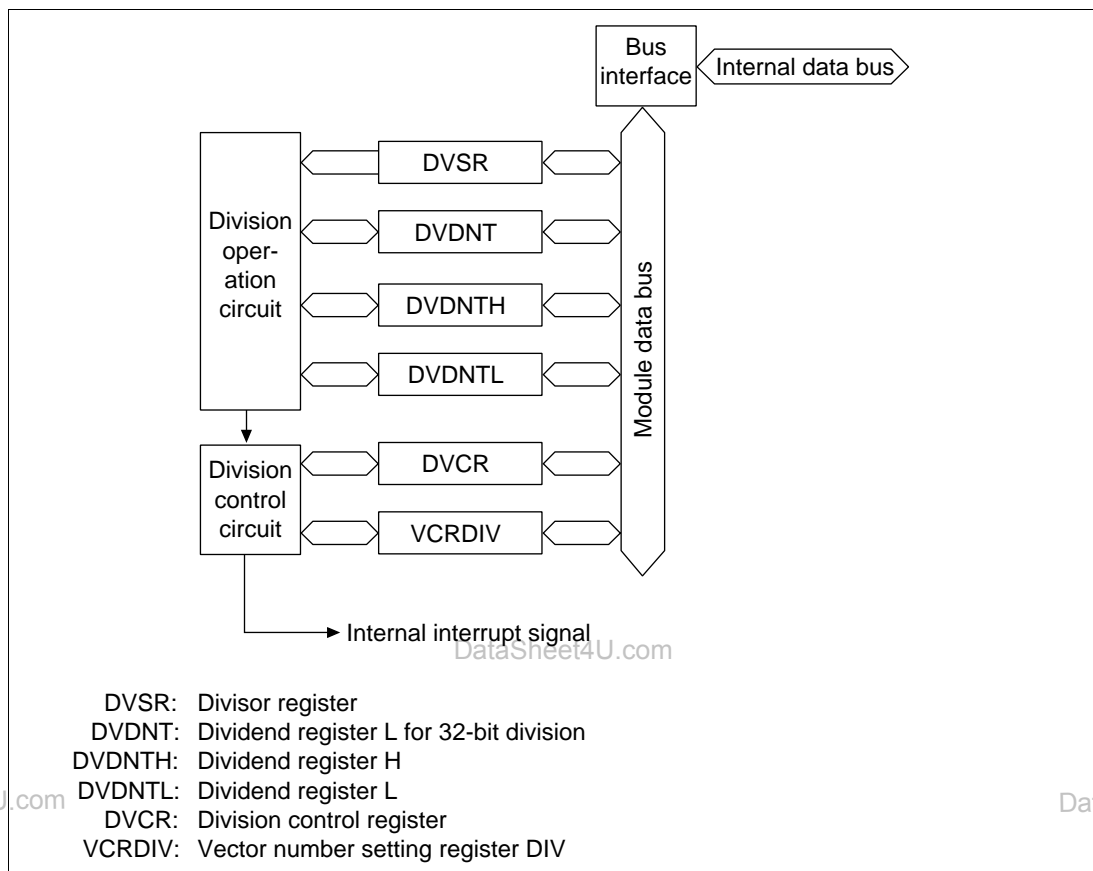 Bus
interface
Internal data bus
DVSR
Division
oper-
ation
circuit
DVDNT
DVDNTH
DVDNTL
Module data bus
Division
control
circuit
DVCR
VCRDIV
Internal interrupt signal
DataSheet4U.com
DVSR: Divisor register
DVDNT: Dividend register L for 32-bit division
DVDNTH: Dividend register H
DVDNTL: Dividend register L
DVCR: Division control register
VCRDIV: Vector number setting register DIV
J.com
Da